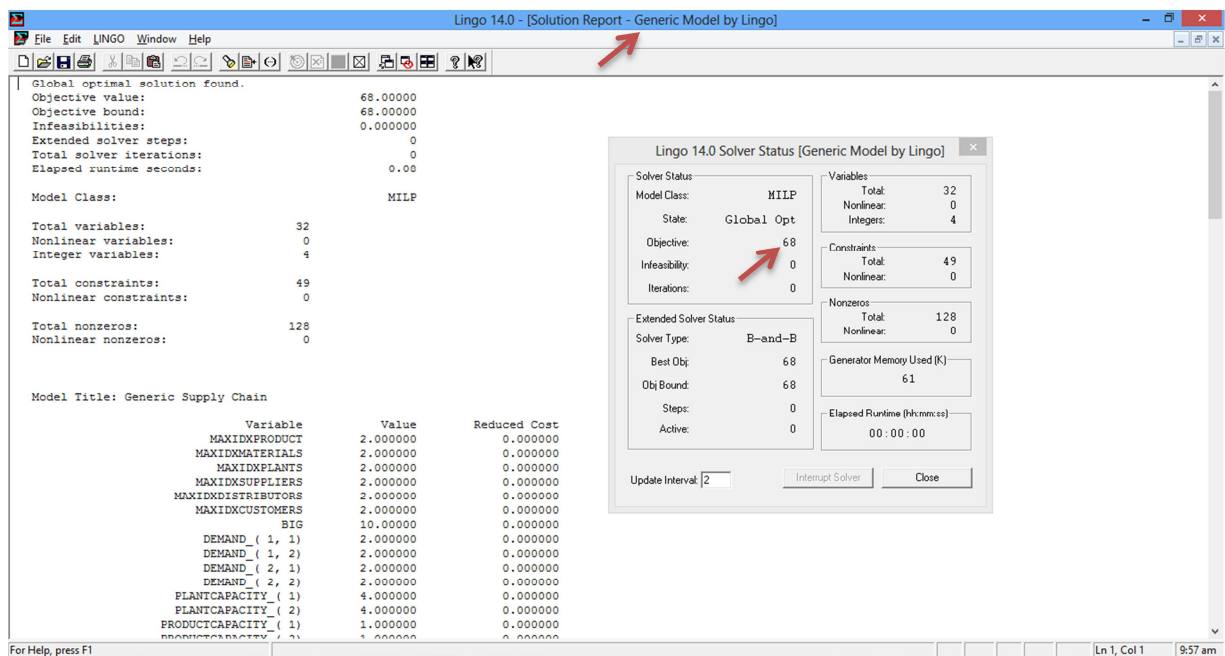 Lingo 14.0 - [Solution Report - Generic Model by Lingo]
File Edit LINGO Window Help
Global optimal solution found.
Objective value: 68.00000
Objective bound: 68.00000
Infeasibilities: 0.000000
Extended solver steps: 0
Total solver iterations: 0
Elapsed runtime seconds: 0.08
Model Class: MILP
Total variables: 32
Nonlinear variables: 0
Integer variables: 4
Total constraints: 49
Nonlinear constraints: 0
Total nonzeros: 128
Nonlinear nonzeros: 0
Model Title: Generic Supply Chain
Variable Value Reduced Cost
MAXIDXPRODUCT 2.000000 0.000000
MAXIDXMATERIALS 2.000000 0.000000
MAXIDXPLANTS 2.000000 0.000000
MAXIDXSUPPLIERS 2.000000 0.000000
MAXIDXDISTRIBUTORS 2.000000 0.000000
MAXIDXCUSTOMERS 2.000000 0.000000
BIG 10.00000 0.000000
DEMAND_( 1, 1) 2.000000 0.000000
DEMAND_( 1, 2) 2.000000 0.000000
DEMAND_( 2, 1) 2.000000 0.000000
DEMAND_( 2, 2) 2.000000 0.000000
PLANTCAPACITY_( 1) 4.000000 0.000000
PLANTCAPACITY_( 2) 4.000000 0.000000
PRODUCTCAPACITY_( 1) 1.000000 0.000000
PRODUCTCAPACITY_( 2) 1.000000 0.000000
Lingo 14.0 Solver Status [Generic Model by Lingo]
Solver Status
Model Class: MILP
State: Global Opt
Objective: 68
Infeasibility: 0
Iterations: 0
Extended Solver Status
Solver Type: B-and-B
Best Obj: 68
Obj Bound: 68
Steps: 0
Active: 0
Update Interval: 2
Variables
Total: 32
Nonlinear: 0
Integers: 4
Constraints
Total: 49
Nonlinear: 0
Nonzeros
Total: 128
Nonlinear: 0
Generator Memory Used (K)
61
Elapsed Runtime (hh:mm:ss)
00:00:00
Interrupt Solver
Close
For Help, press F1
Ln 1, Col 1
9:57 am